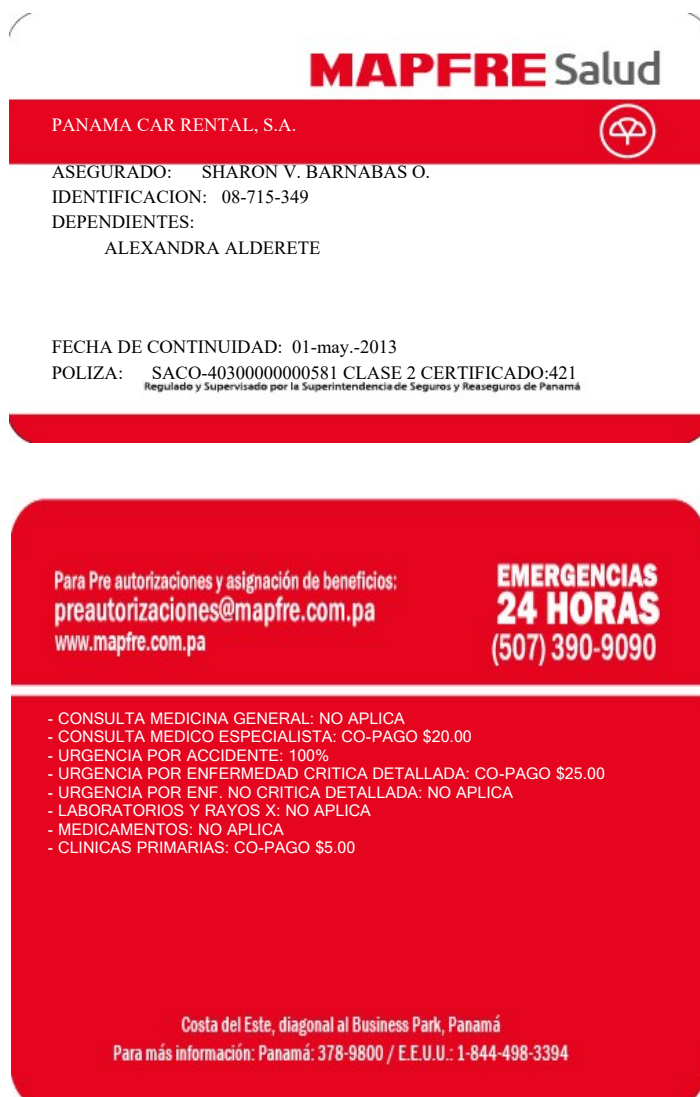 MAPFRE Salud
PANAMA CAR RENTAL, S.A.
ASEGURADO: SHARON V. BARNABAS O.
IDENTIFICACION: 08-715-349
DEPENDIENTES:
ALEXANDRA ALDERETE
FECHA DE CONTINUIDAD: 01-may.-2013
POLIZA: SACO-40300000000581 CLASE 2 CERTIFICADO:421
Regulado y Supervisado por la Superintendencia de Seguros y Reaseguros de Panamá
Para Pre autorizaciones y asignación de beneficios:
preautorizaciones@mapfre.com.pa
www.mapfre.com.pa
EMERGENCIAS
24 HORAS
(507) 390-9090
- CONSULTA MEDICINA GENERAL: NO APLICA
- CONSULTA MEDICO ESPECIALISTA: CO-PAGO $20.00
- URGENCIA POR ACCIDENTE: 100%
- URGENCIA POR ENFERMEDAD CRITICA DETALLADA: CO-PAGO $25.00
- URGENCIA POR ENF. NO CRITICA DETALLADA: NO APLICA
- LABORATORIOS Y RAYOS X: NO APLICA
- MEDICAMENTOS: NO APLICA
- CLINICAS PRIMARIAS: CO-PAGO $5.00
Costa del Este, diagonal al Business Park, Panamá
Para más información: Panamá: 378-9800 / E.E.U.U.: 1-844-498-3394